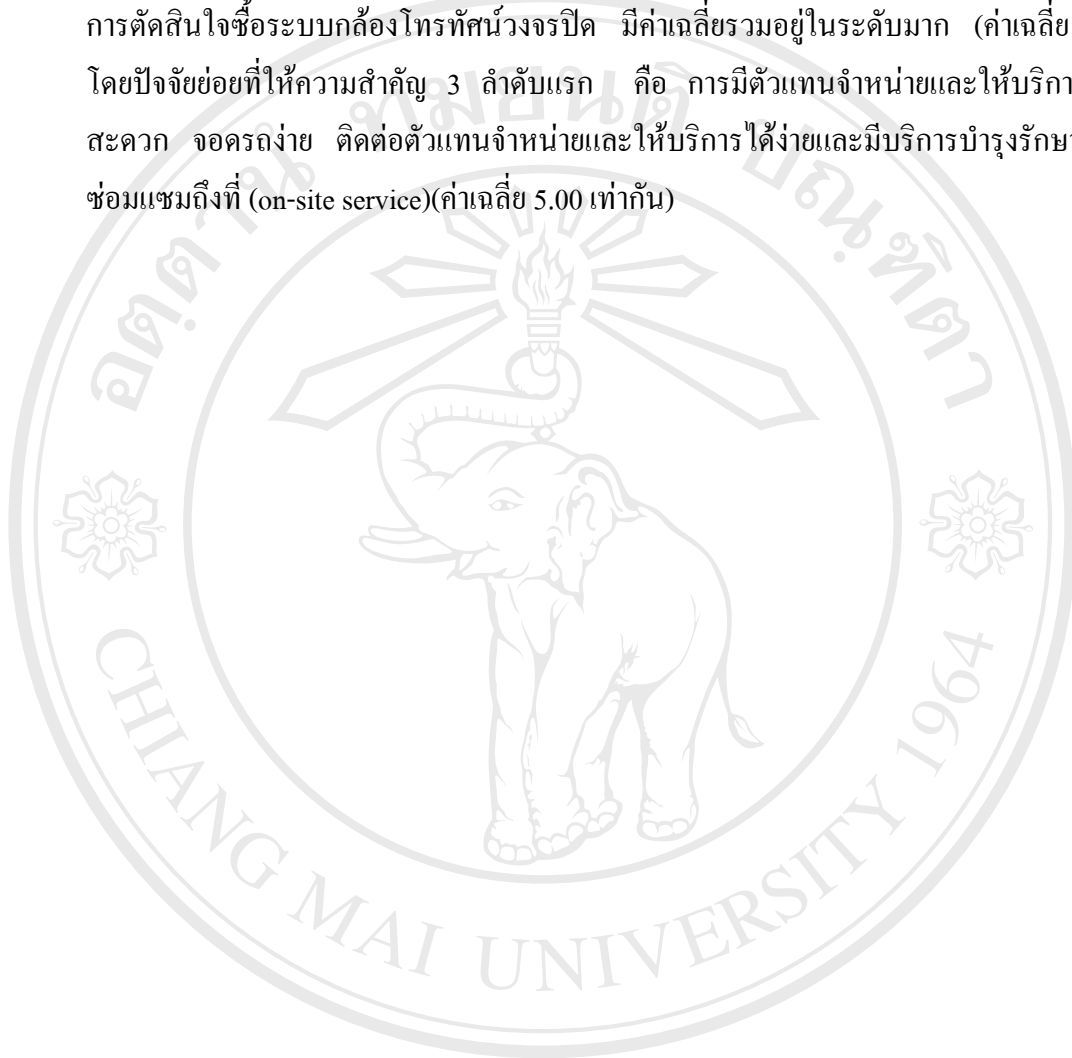 การตัดสินใจซื้อระบบกล้องโทรทัศน์วงจรปิด มีค่าเฉลี่ยรวมอยู่ในระดับมาก (ค่าเฉลี่ย
โดยปัจจัยย่อยที่ให้ความสำคัญ 3 ลำดับแรก คือ การมีตัวแทนจำหน่ายและให้บริกา
สะดวก จอดรถง่าย ติดต่อตัวแทนจำหน่ายและให้บริการได้ง่ายและมีบริการบำรุงรักษา
ซ่อมแซมถึงที่ (on-site service)(ค่าเฉลี่ย 5.00 เท่ากัน)
CHIANG MAI UNIVERSITY 1964